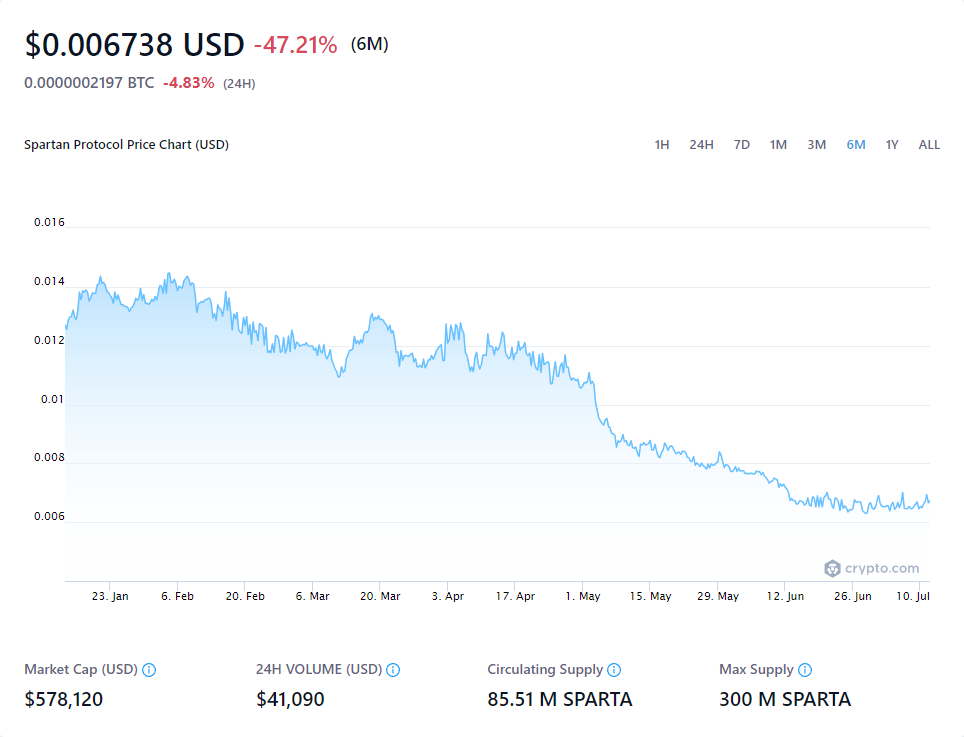 $0.006738 USD -47.21% (6M)
0.0000002197 BTC -4.83% (24H)
Spartan Protocol Price Chart (USD)
1H 24H 7D 1M 3M 6M 1Y ALL
0.016
0.014
0.012
0.01
0.008
0.006
crypto.com
23. Jan 6. Feb 20. Feb 6. Mar 20. Mar 3. Apr 17. Apr 1. May 15. May 29. May 12. Jun 26. Jun 10. Jul
Market Cap (USD) 24H VOLUME (USD) Circulating Supply Max Supply
$578,120 $41,090 85.51 M SPARTA 300 M SPARTA